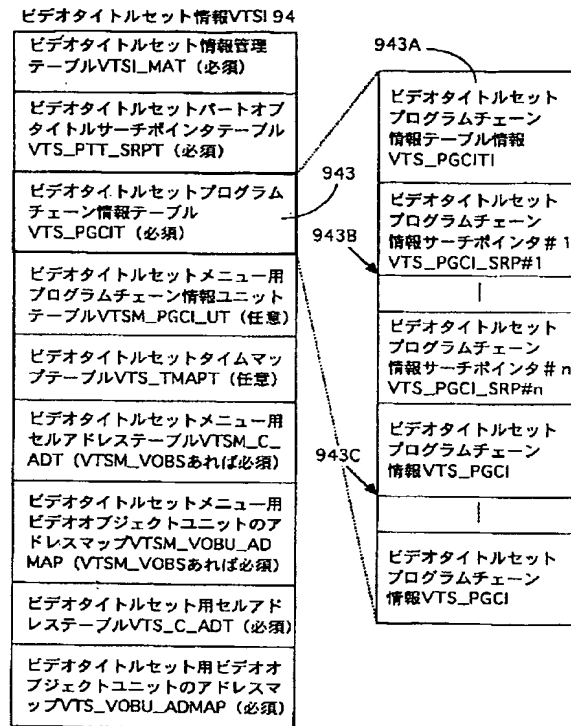 ビデオタイトルセット情報VTSI 94
ビデオタイトルセット情報管理
テーブルVTSI_MAT（必須）
ビデオタイトルセットパートオブ
タイトルサーチポインタテーブル
VTS_PTT_SRPT（必須）
ビデオタイトルセットプログラム
チェーン情報テーブル
VTS_PGCIT（必須）
ビデオタイトルセットメニュー用
プログラムチェーン情報ユニット
テーブルVTSM_PGCI_UT（任意）
ビデオタイトルセットタイムマッ
プテーブルVTS_TMAPT（任意）
ビデオタイトルセットメニュー用
セルアドレステーブルVTSM_C_
ADT（VTSM_VOBSあれば必須）
ビデオタイトルセットメニュー用
ビデオオブジェクトユニットのア
ドレスマップVTSM_VOBU_AD
MAP（VTSM_VOBSあれば必須）
ビデオタイトルセット用セルアド
レステーブルVTS_C_ADT（必須）
ビデオタイトルセット用ビデオオ
ブジェクトユニットのアドレスマ
ップVTS_VOBU_ADMAP（必須）
943
943A
ビデオタイトルセット
プログラムチェーン
情報テーブル情報
VTS_PGCITI
943B
ビデオタイトルセット
プログラムチェーン
情報サーチポインタ＃1
VTS_PGCI_SRP#1
ビデオタイトルセット
プログラムチェーン
情報サーチポインタ＃n
VTS_PGCI_SRP#n
943C
ビデオタイトルセット
プログラムチェーン
情報VTS_PGCI
ビデオタイトルセット
プログラムチェーン
情報VTS_PGCI